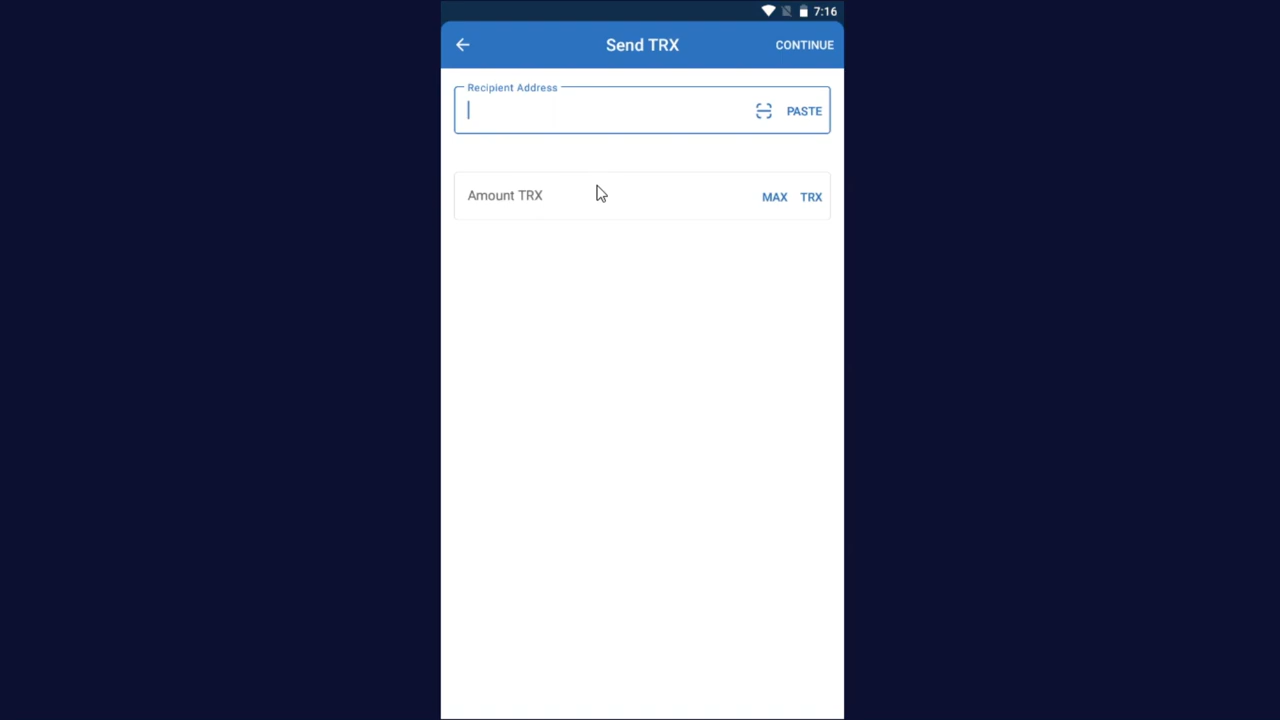 7:16
Send TRX CONTINUE
Recipient Address
PASTE
Amount TRX MAX TRX